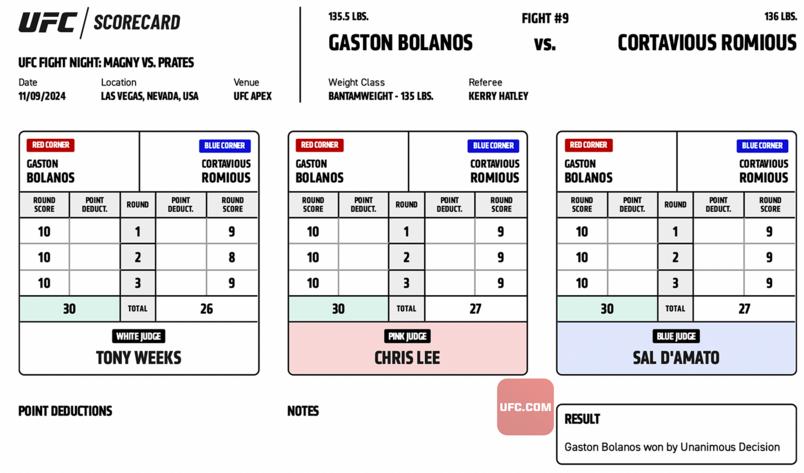 UFC SCORECARD
UFC FIGHT NIGHT: MAGNY VS. PRATES
Date Location Venue
11/09/2024 LAS VEGAS, NEVADA, USA UFC APEX
135.5 LBS. FIGHT #9 136 LBS.
GASTON BOLANOS vs. CORTAVIOUS ROMIOUS
Weight Class Referee
BANTAMWEIGHT - 135 LBS. KERRY HATLEY
RED CORNER BLUE CORNER
GASTON CORTAVIOUS
BOLANOS ROMIOUS
ROUND SCORE POINT DEDUCT. ROUND POINT DEDUCT. ROUND SCORE
10 1 9
10 2 8
10 3 9
30 TOTAL 26
WHITE JUDGE
TONY WEEKS
RED CORNER BLUE CORNER
GASTON CORTAVIOUS
BOLANOS ROMIOUS
ROUND SCORE POINT DEDUCT. ROUND POINT DEDUCT. ROUND SCORE
10 1 9
10 2 9
10 3 9
30 TOTAL 27
PINK JUDGE
CHRIS LEE
RED CORNER BLUE CORNER
GASTON CORTAVIOUS
BOLANOS ROMIOUS
ROUND SCORE POINT DEDUCT. ROUND POINT DEDUCT. ROUND SCORE
10 1 9
10 2 9
10 3 9
30 TOTAL 27
BLUE JUDGE
SAL D'AMATO
POINT DEDUCTIONS
NOTES
UFC.COM
RESULT
Gaston Bolanos won by Unanimous Decision